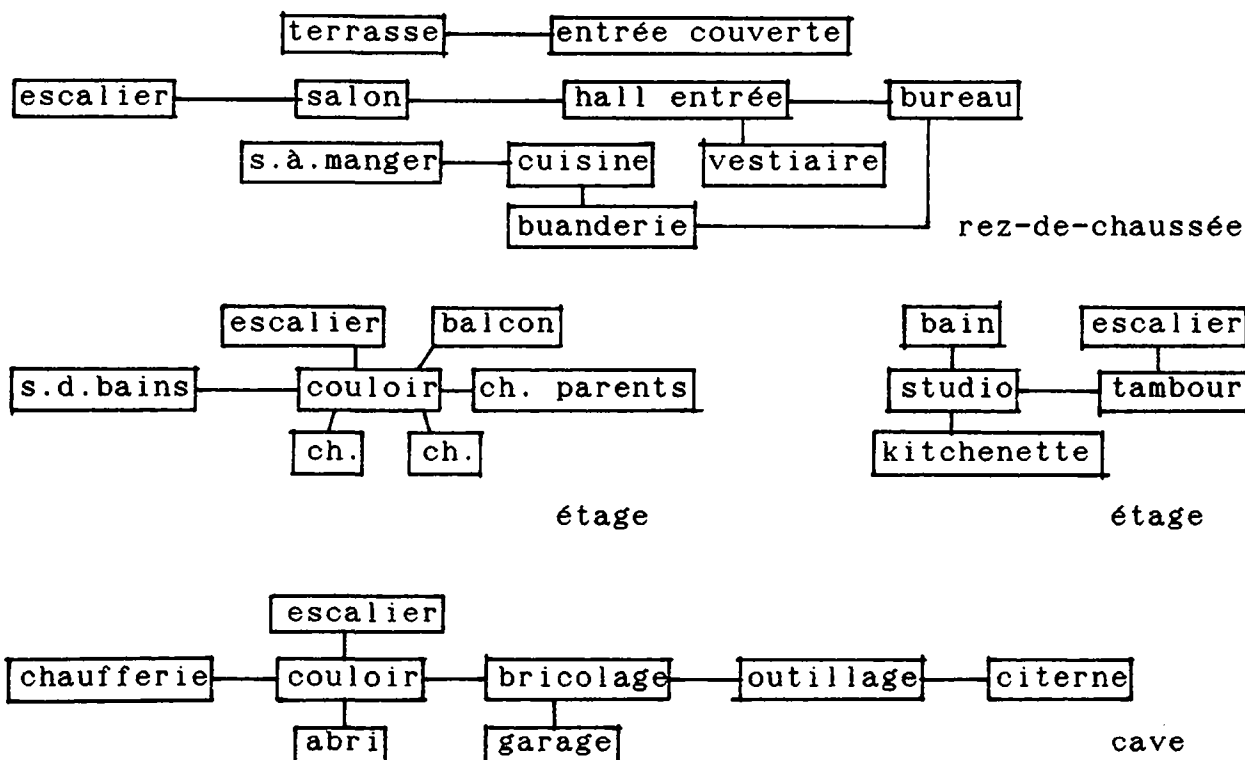 terrasse entrée couverte
escalier salon hall entrée bureau
s.à.manger cuisine vestiaire
buanderie rez-de-chaussée
escalier balcon bain escalier
s.d.bains couloir ch. parents studio tambour
ch. ch. kitchenette
étage étage
escalier
chaufferie couloir bricolage outillage citerne
abri garage cave